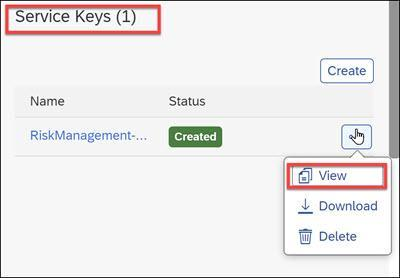 Service Keys (1)
Create
Name Status
RiskManagement-... Created
View
Download
Delete